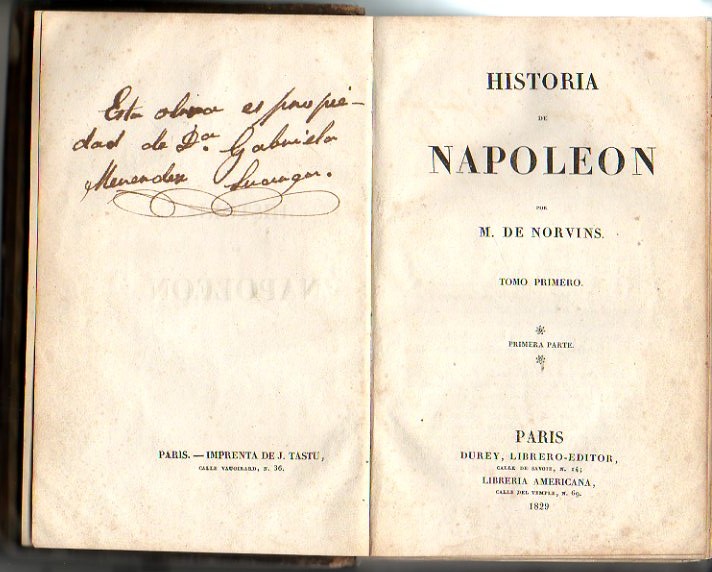 Esta obra es propie-
dad de Da. Gabriela
Menendez
PARIS. — IMPRENTA DE J. TASTU,
CALLE VAUGIRARD, N. 36.
HISTORIA
DE
NAPOLEON
POR
M. DE NORVINS.
TOMO PRIMERO.
PRIMERA PARTE.
PARIS
DUREY, LIBRERO-EDITOR,
CALLE DE SAVOIE, N. 14;
LIBRERIA AMERICANA,
CALLE DEL TEMPLE, N. 69.
1829